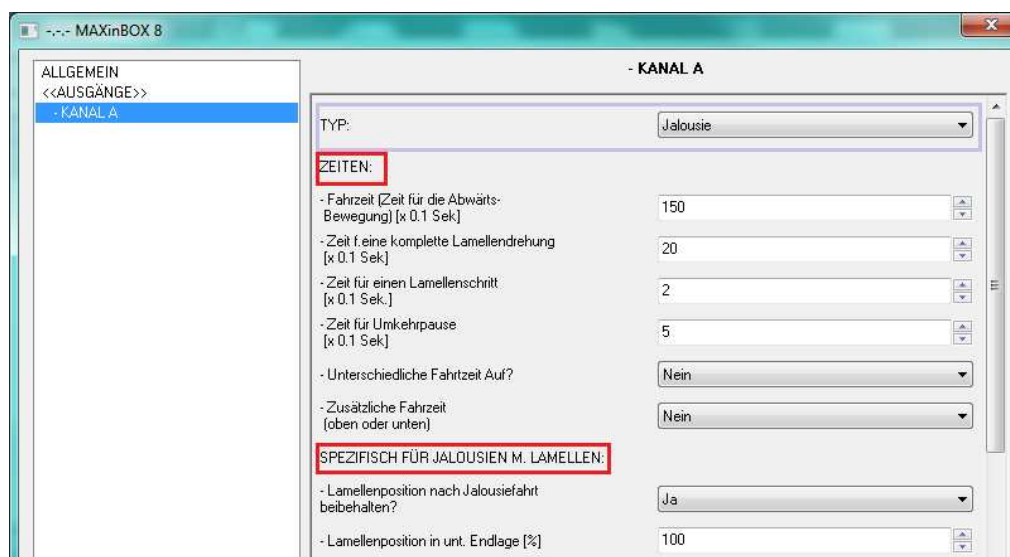 -.-.- MAXinBOX 8
ALLGEMEIN
<<AUSGÄNGE>>
- KANAL A
- KANAL A
TYP:
Jalousie
ZEITEN:
- Fahrzeit (Zeit für die Abwärts-
Bewegung) [x 0.1 Sek]
150
- Zeit f.eine komplette Lamellendrehung
[x 0.1 Sek]
20
- Zeit für einen Lamellenschritt
[x 0.1 Sek.]
2
- Zeit für Umkehrpause
[x 0.1 Sek]
5
- Unterschiedliche Fahrtzeit Auf?
Nein
- Zusätzliche Fahrzeit
(oben oder unten)
Nein
SPEZIFISCH FÜR JALOUSIEN M. LAMELLEN:
- Lamellenposition nach Jalousiefahrt
beibehalten?
Ja
- Lamellenposition in unt. Endlage [%]
100